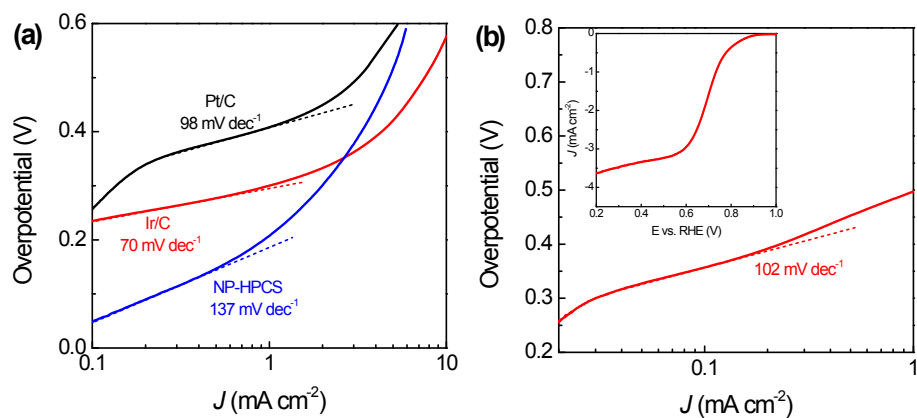 (a)
Overpotential (V)
0.6
0.4
0.2
0.0
Pt/C
98 mV dec⁻¹
Ir/C
70 mV dec⁻¹
NP-HPCS
137 mV dec⁻¹
0.1
1
10
J (mA cm⁻²)
(b)
Overpotential (V)
0.8
0.7
0.6
0.5
0.4
0.3
0.2
J (mA cm⁻²)
0
-1
-2
-3
-4
0.2 0.4 0.6 0.8 1.0
E vs. RHE (V)
102 mV dec⁻¹
0.1
1
J (mA cm⁻²)